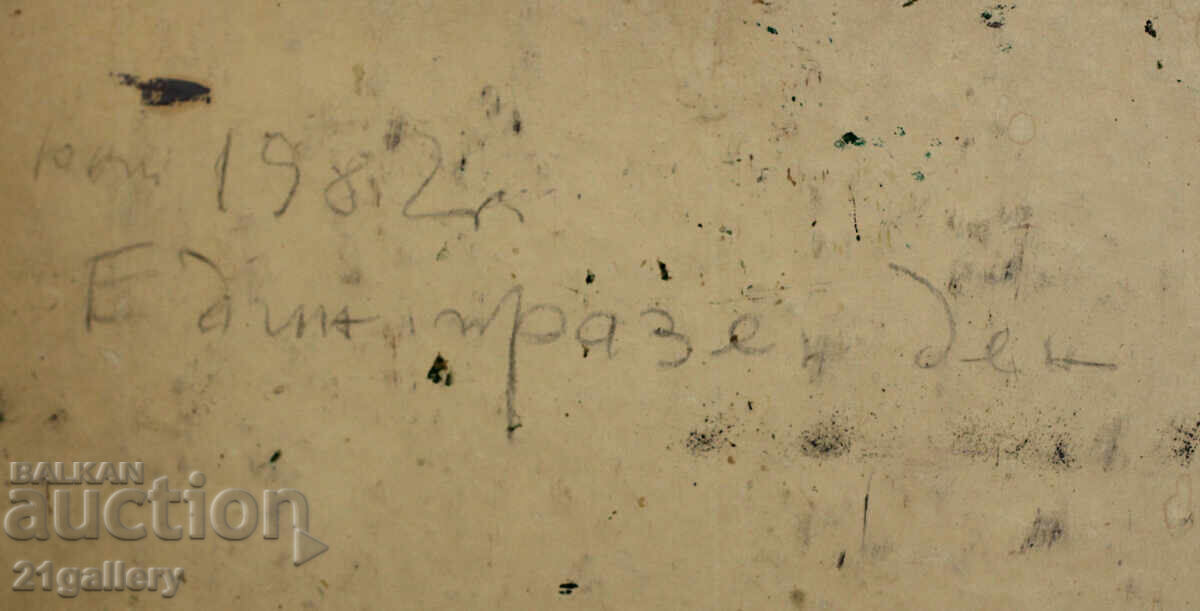 юни 1982г.
Един празен ден
BALKAN
auction
21gallery